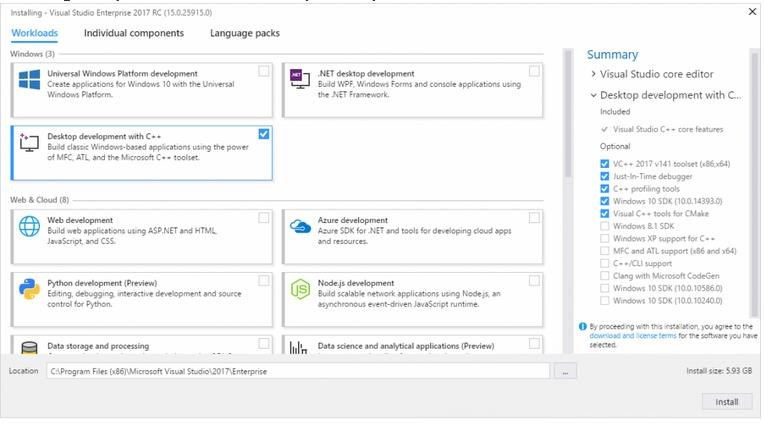 Installing - Visual Studio Enterprise 2017 RC (15.0.25915.0)
Workloads
Individual components
Language packs
Windows (3)
Universal Windows Platform development
Create applications for Windows 10 with the Universal
Windows Platform.
.NET
.NET desktop development
Build WPF, Windows Forms and console applications using
the .NET Framework.
Desktop development with C++
Build classic Windows-based applications using the power
of MFC, ATL, and the Microsoft C++ toolset.
Web & Cloud (8)
Web development
Build web applications using ASP.NET and HTML,
JavaScript, and CSS.
Azure development
Azure SDK for .NET and tools for developing cloud apps
and resources.
Python development (Preview)
Editing, debugging, interactive development and source
control for Python.
JS
Node.js development
Build scalable network applications using Node.js, an
asynchronous event-driven JavaScript runtime.
Data storage and processing
Data science and analytical applications (Preview)
Summary
Visual Studio core editor
Desktop development with C...
Included
Visual Studio C++ core features
Optional
VC++ 2017 v141 toolset (x86,x64)
Just-In-Time debugger
C++ profiling tools
Windows 10 SDK (10.0.14393.0)
Visual C++ tools for CMake
Windows 8.1 SDK
Windows XP support for C++
MFC and ATL support (x86 and x64)
C++/CLI support
Clang with Microsoft CodeGen
Windows 10 SDK (10.0.10586.0)
Windows 10 SDK (10.0.10240.0)
By proceeding with this installation, you agree to the
download and license terms for the software you have
selected.
Location
C:\Program Files (x86)\Microsoft Visual Studio\2017\Enterprise
...
Install size: 5.93 GB
Install